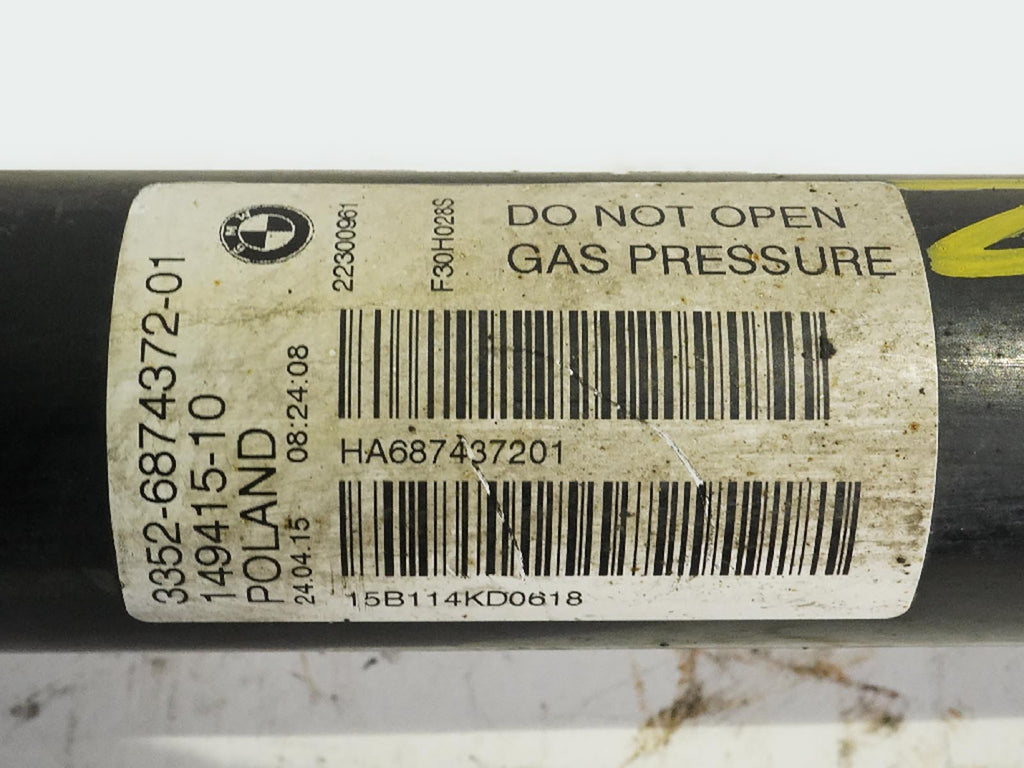 BMW
3352-6874372-01
149415-10
POLAND
24.04.15 08:24:08
22300961
F30H028S
DO NOT OPEN
GAS PRESSURE
HA687437201
15B114KD0618